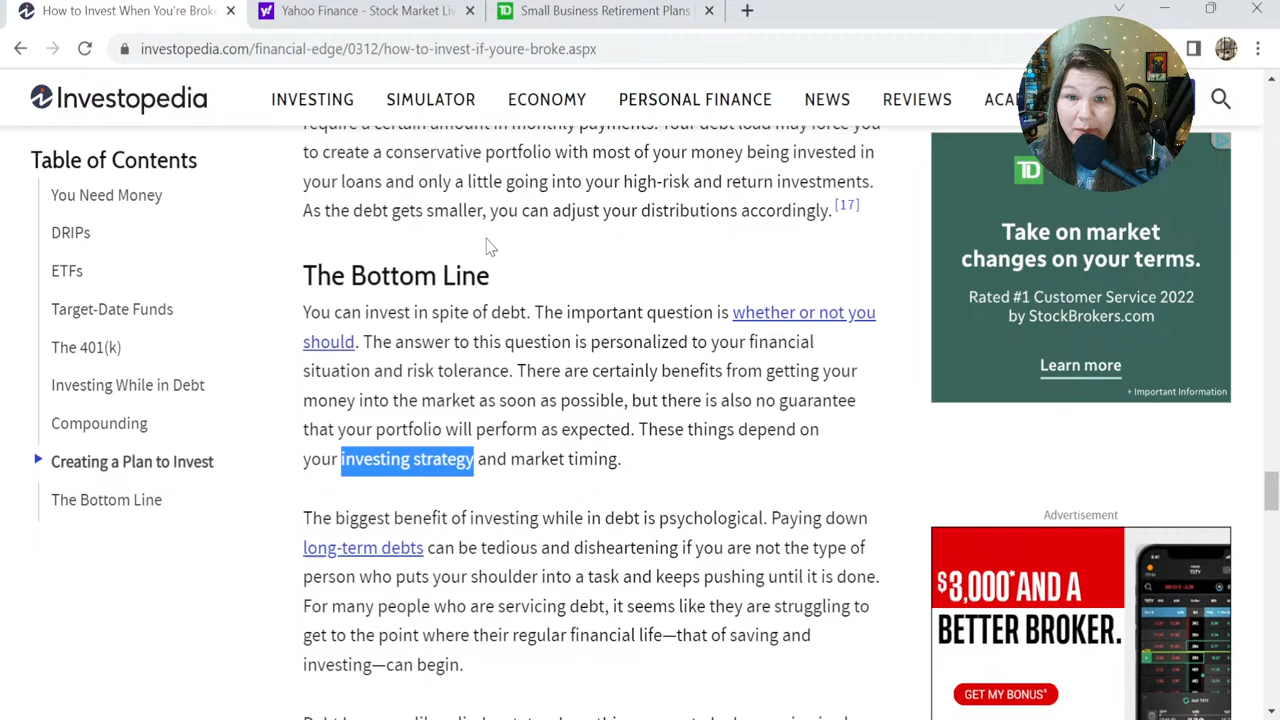 How to Invest When You're Broke
Yahoo Finance - Stock Market Liv
Small Business Retirement Plans
investopedia.com/financial-edge/0312/how-to-invest-if-youre-broke.aspx
Investopedia
INVESTING
ECONOMY
PERSONAL FINANCE
NEWS
REVIEWS
Table of Contents
You Need Money
DRIPs
ETFs
Target-Date Funds
The 401(k)
Investing While in Debt
Compounding
Creating a Plan to Invest
The Bottom Line
require a certain amount in monthly payments. Your debt load may force you
to create a conservative portfolio with most of your money being invested in
your loans and only a little going into your high-risk and return investments.
As the debt gets smaller, you can adjust your distributions accordingly. [17]
The Bottom Line
You can invest in spite of debt. The important question is whether or not you
should. The answer to this question is personalized to your financial
situation and risk tolerance. There are certainly benefits from getting your
money into the market as soon as possible, but there is also no guarantee
that your portfolio will perform as expected. These things depend on
your investing strategy and market timing.
The biggest benefit of investing while in debt is psychological. Paying down
long-term debts can be tedious and disheartening if you are not the type of
person who puts your shoulder into a task and keeps pushing until it is done.
For many people who are servicing debt, it seems like they are struggling to
get to the point where their regular financial life—that of saving and
investing—can begin.
TD
Take on market
changes on your terms.
Rated #1 Customer Service 2022
by StockBrokers.com
Learn more
+ Important Information
Advertisement
$3,000* AND A
BETTER BROKER.
GET MY BONUS*